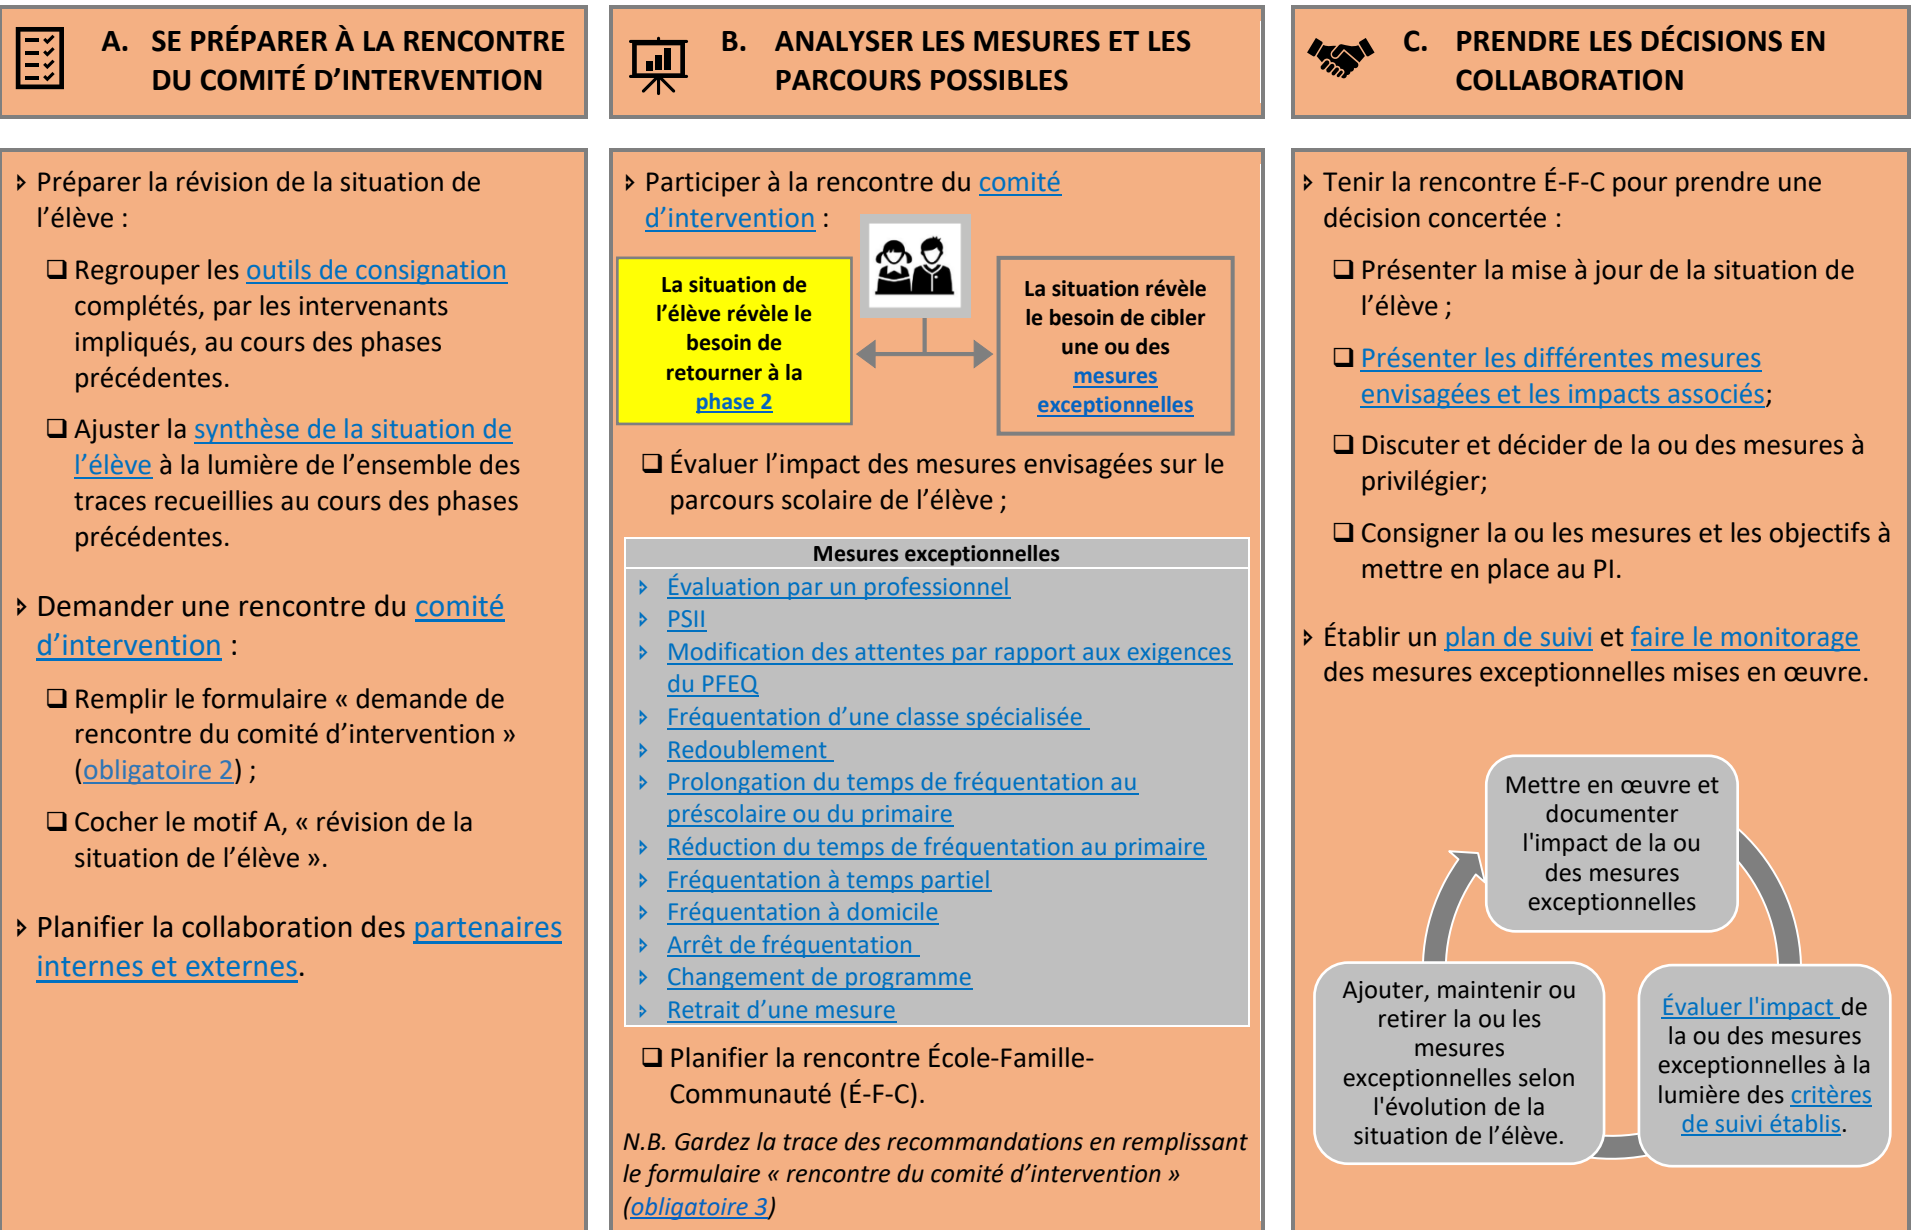 A. SE PRÉPARER À LA RENCONTRE
DU COMITÉ D’INTERVENTION
Préparer la révision de la situation de
l’élève :
Regrouper les outils de consignation
complétés, par les intervenants
impliqués, au cours des phases
précédentes.
Ajuster la synthèse de la situation de
l’élève à la lumière de l’ensemble des
traces recueillies au cours des phases
précédentes.
Demander une rencontre du comité
d’intervention :
Remplir le formulaire « demande de
rencontre du comité d’intervention »
(obligatoire 2) ;
Cocher le motif A, « révision de la
situation de l’élève ».
Planifier la collaboration des partenaires
internes et externes.
B. ANALYSER LES MESURES ET LES
PARCOURS POSSIBLES
Participer à la rencontre du comité
d’intervention :
La situation de
l’élève révèle le
besoin de
retourner à la
phase 2
La situation révèle
le besoin de cibler
une ou des
mesures
exceptionnelles
Évaluer l’impact des mesures envisagées sur le
parcours scolaire de l’élève ;
Mesures exceptionnelles
Évaluation par un professionnel
PSII
Modification des attentes par rapport aux exigences
du PFEQ
Fréquentation d’une classe spécialisée
Redoublement
Prolongation du temps de fréquentation au
préscolaire ou du primaire
Réduction du temps de fréquentation au primaire
Fréquentation à temps partiel
Fréquentation à domicile
Arrêt de fréquentation
Changement de programme
Retrait d’une mesure
Planifier la rencontre École-Famille-
Communauté (É-F-C).
N.B. Gardez la trace des recommandations en remplissant
le formulaire « rencontre du comité d’intervention »
(obligatoire 3)
C. PRENDRE LES DÉCISIONS EN
COLLABORATION
Tenir la rencontre É-F-C pour prendre une
décision concertée :
Présenter la mise à jour de la situation de
l’élève ;
Présenter les différentes mesures
envisagées et les impacts associés;
Discuter et décider de la ou des mesures à
privilégier;
Consigner la ou les mesures et les objectifs à
mettre en place au PI.
Établir un plan de suivi et faire le monitorage
des mesures exceptionnelles mises en œuvre.
Mettre en œuvre et
documenter
l'impact de la ou
des mesures
exceptionnelles
Évaluer l'impact de
la ou des mesures
exceptionnelles à la
lumière des critères
de suivi établis.
Ajouter, maintenir ou
retirer la ou les
mesures
exceptionnelles selon
l'évolution de la
situation de l’élève.